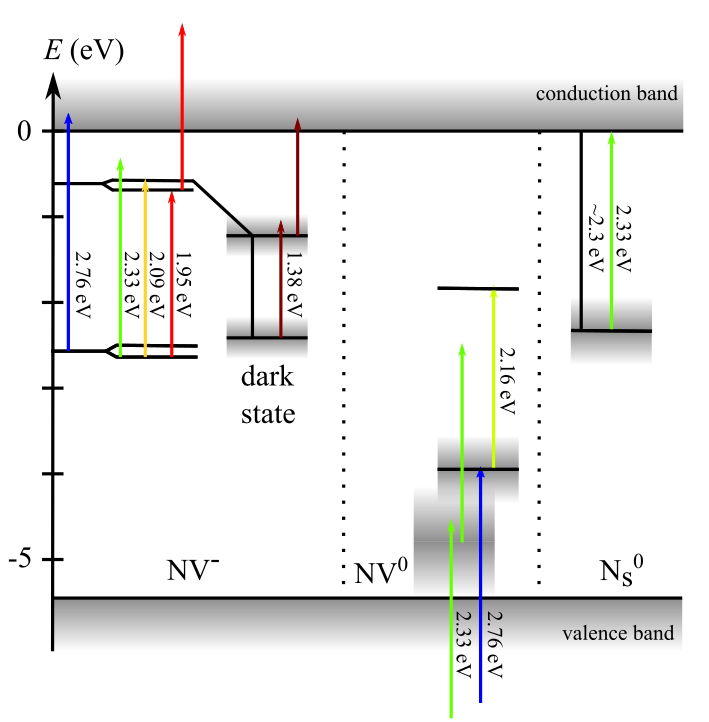 E (eV)
conduction band
0
2.76 eV
2.33 eV
2.09 eV
1.95 eV
1.38 eV
~2.3 eV
2.33 eV
2.16 eV
dark
state
-5
NV⁻
NV⁰
Nₛ⁰
2.33 eV
2.76 eV
valence band